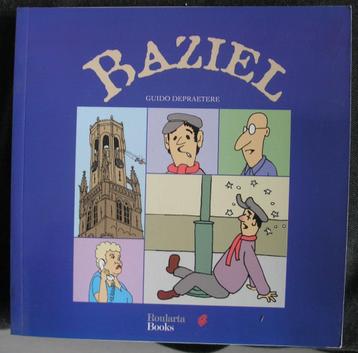 BAZIEL
GUIDO DEPRAETERE
Roularta
Books